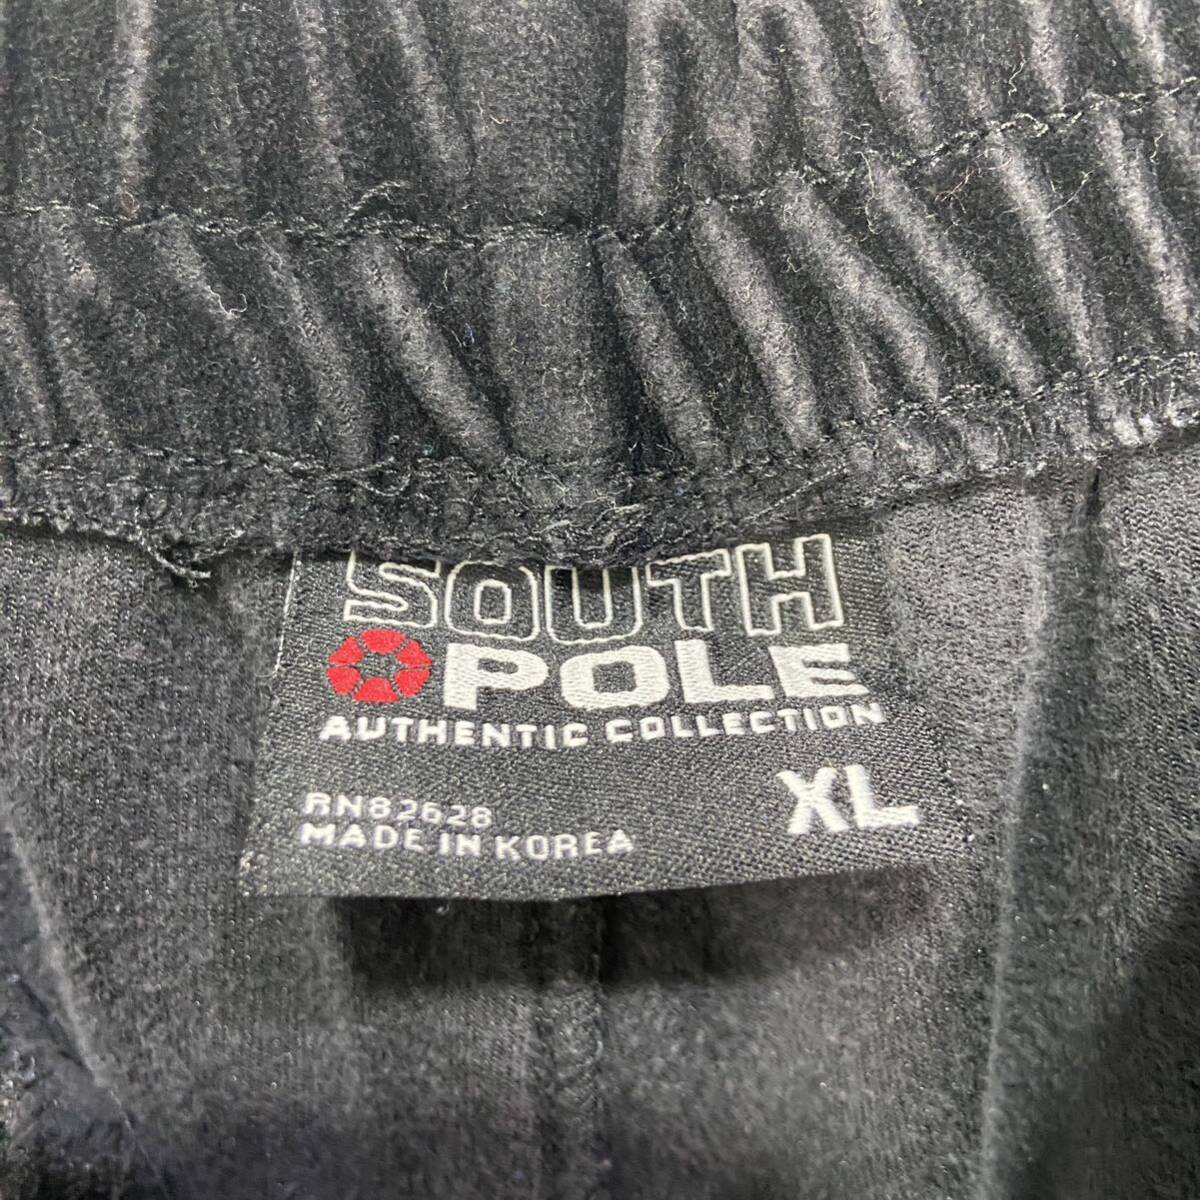 SOUTH
POLE
AUTHENTIC COLLECTION
XL
RN82628
MADE IN KOREA